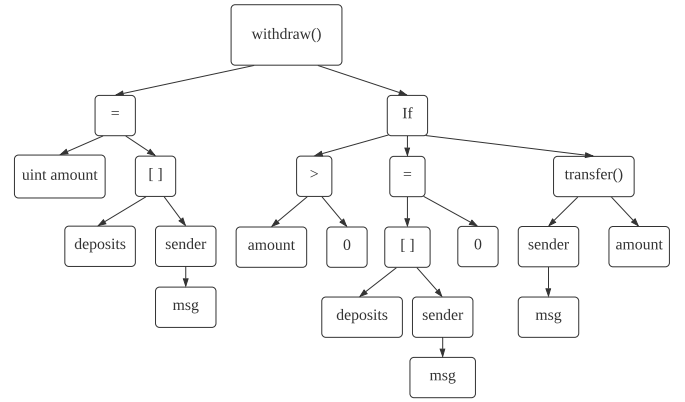 withdraw()
=
If
uint amount
[ ]
>
=
transfer()
deposits
sender
amount
0
[ ]
0
sender
amount
msg
deposits
sender
msg
msg